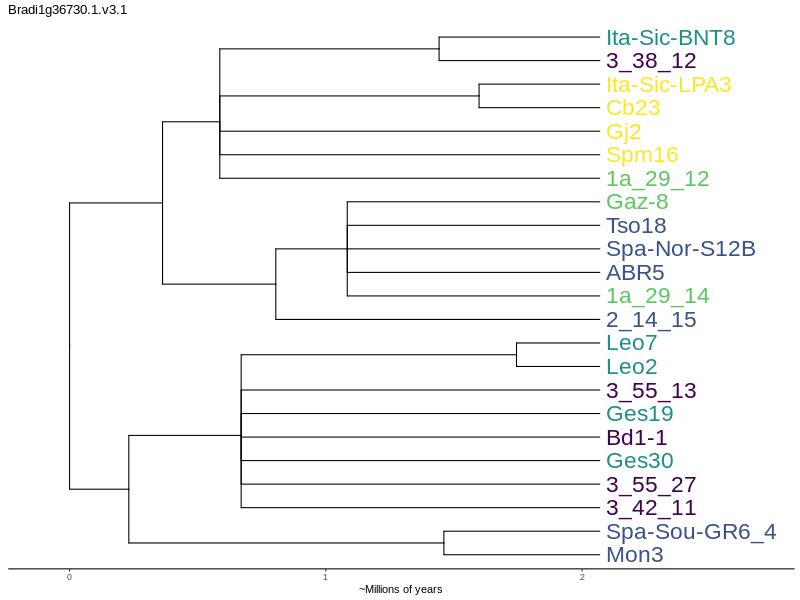 Bradi1g36730.1.v3.1
Ita-Sic-BNT8
3_38_12
Ita-Sic-LPA3
Cb23
Gj2
Spm16
1a_29_12
Gaz-8
Tso18
Spa-Nor-S12B
ABR5
1a_29_14
2_14_15
Leo7
Leo2
3_55_13
Ges19
Bd1-1
Ges30
3_55_27
3_42_11
Spa-Sou-GR6_4
Mon3
0 1 2
~Millions of years